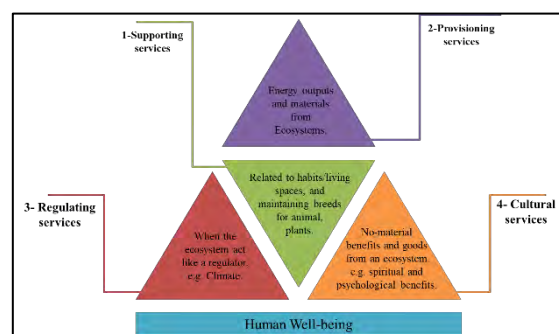 1-Supporting
services
2-Provisioning
services
Energy outputs
and materials
from
Ecosystems.
Related to habits/living
spaces, and
maintaining breeds
for animal,
plants.
3- Regulating
services
When the
ecosystem act
like a regulator,
e.g. Climate.
No-material
benefits and goods
from an ecosystem.
e.g. spiritual and
psychological benefits.
4- Cultural
services
Human Well-being